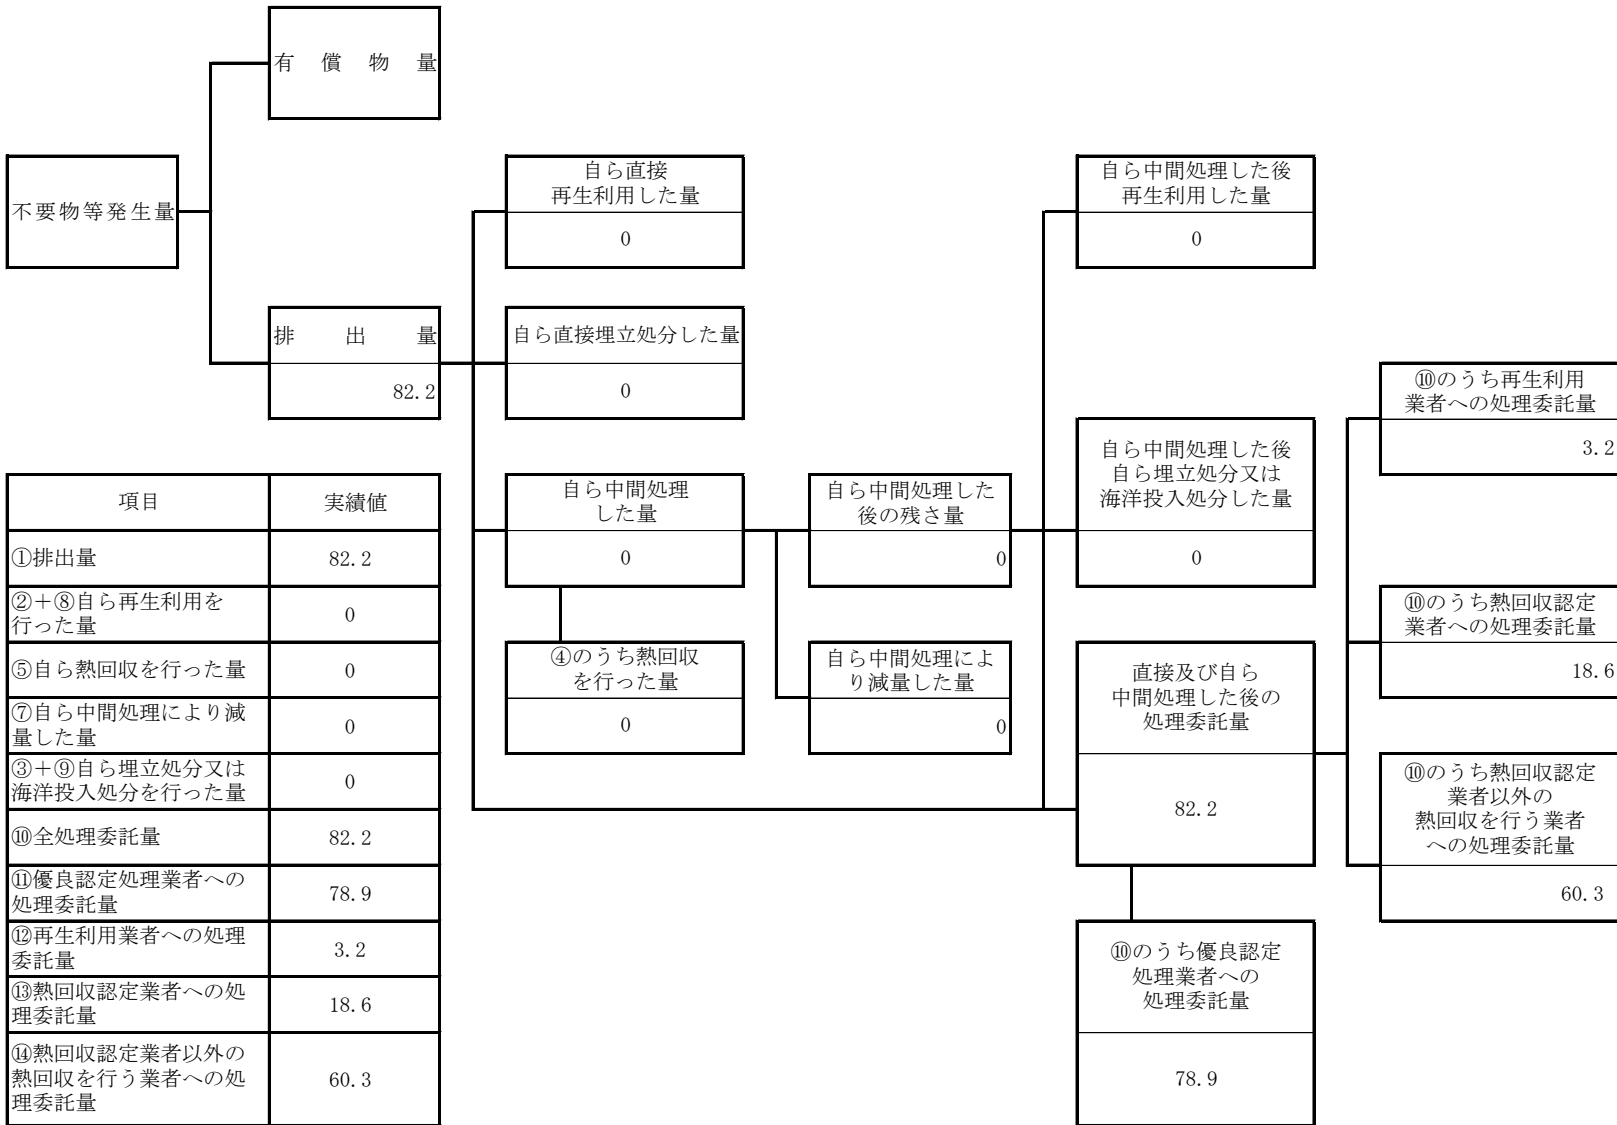 有償物量
不要物等発生量
自ら直接
再生利用した量
0
自ら中間処理した後
再生利用した量
0
排出量
82.2
自ら直接埋立処分した量
0
⑩のうち再生利用
業者への処理委託量
3.2
自ら中間処理
した量
0
自ら中間処理した
後の残さ量
0
自ら中間処理した後
自ら埋立処分又は
海洋投入処分した量
0
④のうち熱回収
を行った量
0
自ら中間処理によ
り減量した量
0
直接及び自ら
中間処理した後の
処理委託量
82.2
⑩のうち熱回収認定
業者への処理委託量
18.6
⑩のうち熱回収認定
業者以外の
熱回収を行う業者
への処理委託量
60.3
⑩のうち優良認定
処理業者への
処理委託量
78.9
項目 実績値
①排出量 82.2
②＋⑧自ら再生利用を
行った量 0
⑤自ら熱回収を行った量 0
⑦自ら中間処理により減
量した量 0
③＋⑨自ら埋立処分又は
海洋投入処分を行った量 0
⑩全処理委託量 82.2
⑪優良認定処理業者への
処理委託量 78.9
⑫再生利用業者への処理
委託量 3.2
⑬熱回収認定業者への処
理委託量 18.6
⑭熱回収認定業者以外の
熱回収を行う業者への処
理委託量 60.3